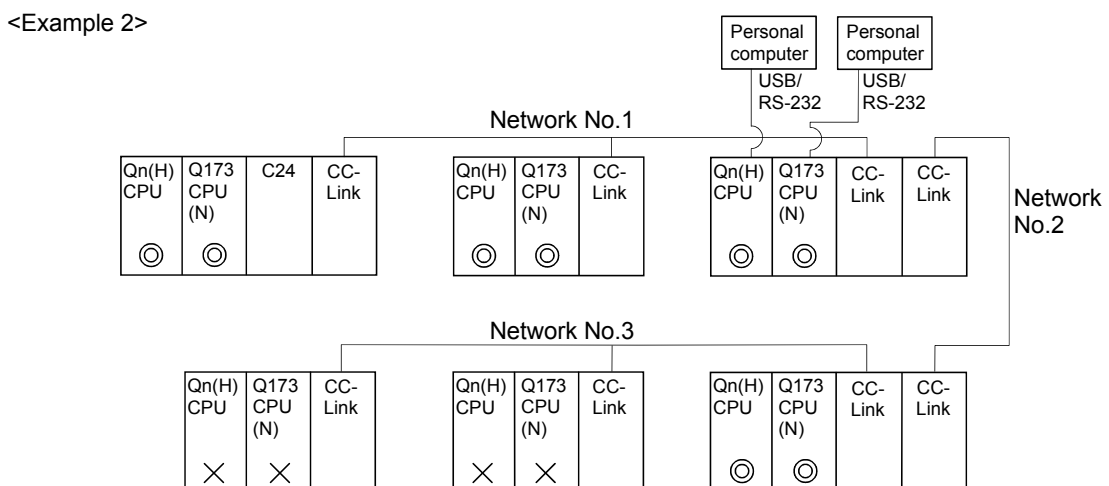 <Example 2>
Personal
computer
Personal
computer
USB/
RS-232
USB/
RS-232
Network No.1
Qn(H)
CPU
Q173
CPU
(N)
C24
CC-
Link
Qn(H)
CPU
Q173
CPU
(N)
CC-
Link
Qn(H)
CPU
Q173
CPU
(N)
CC-
Link
CC-
Link
Network
No.2
Network No.3
Qn(H)
CPU
Q173
CPU
(N)
CC-
Link
Qn(H)
CPU
Q173
CPU
(N)
CC-
Link
Qn(H)
CPU
Q173
CPU
(N)
CC-
Link
CC-
Link